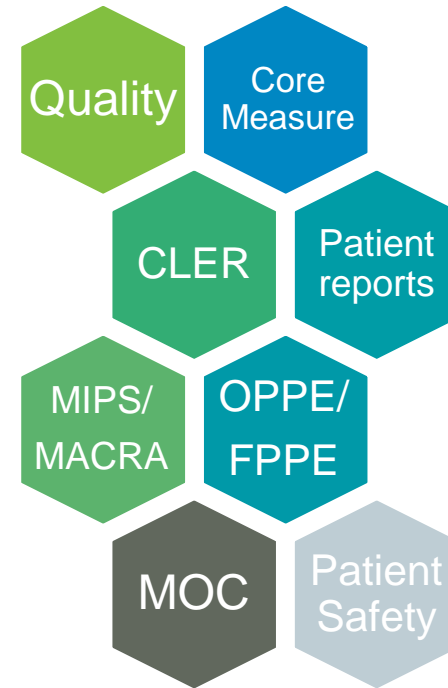 Quality
Core
Measure
CLER
Patient
reports
MIPS/
MACRA
OPPE/
FPPE
MOC
Patient
Safety